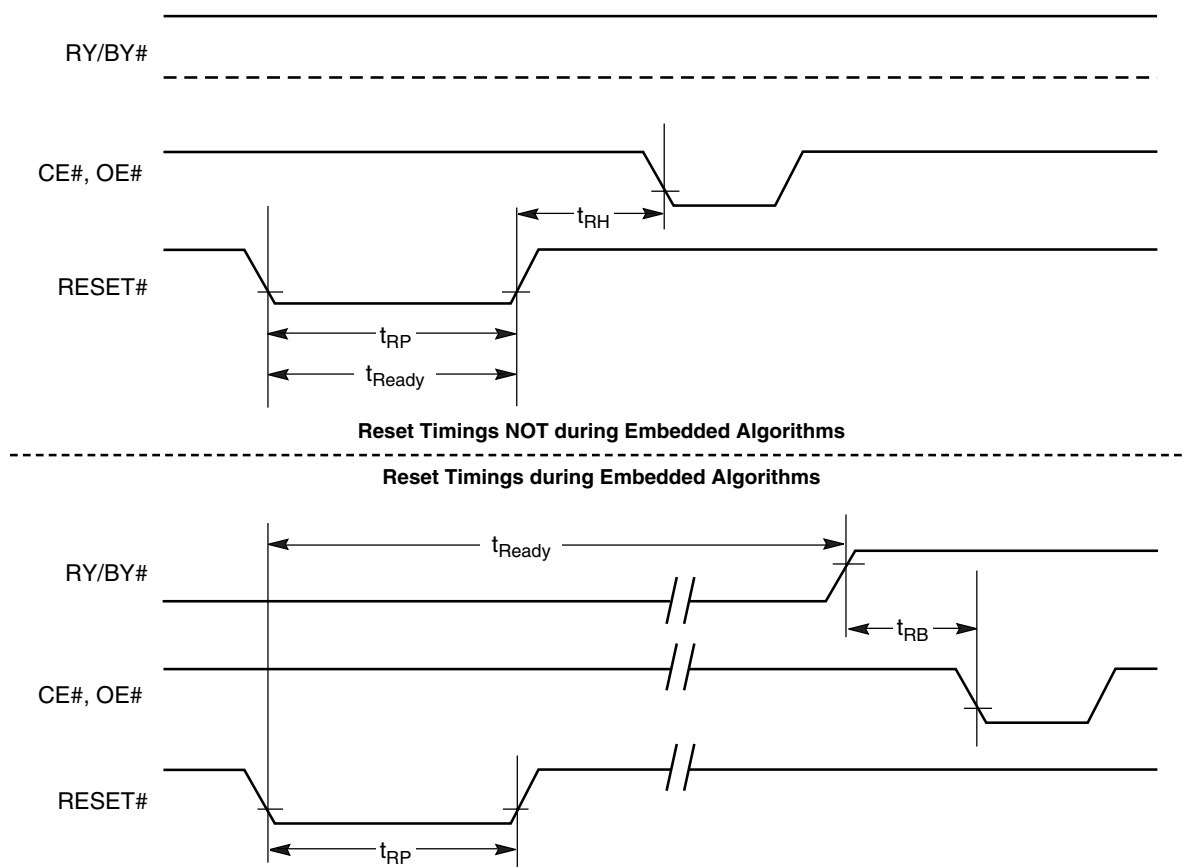 RY/BY#
CE#, OE#
tRH
RESET#
tRP
tReady
Reset Timings NOT during Embedded Algorithms
Reset Timings during Embedded Algorithms
tReady
RY/BY#
tRB
CE#, OE#
RESET#
tRP